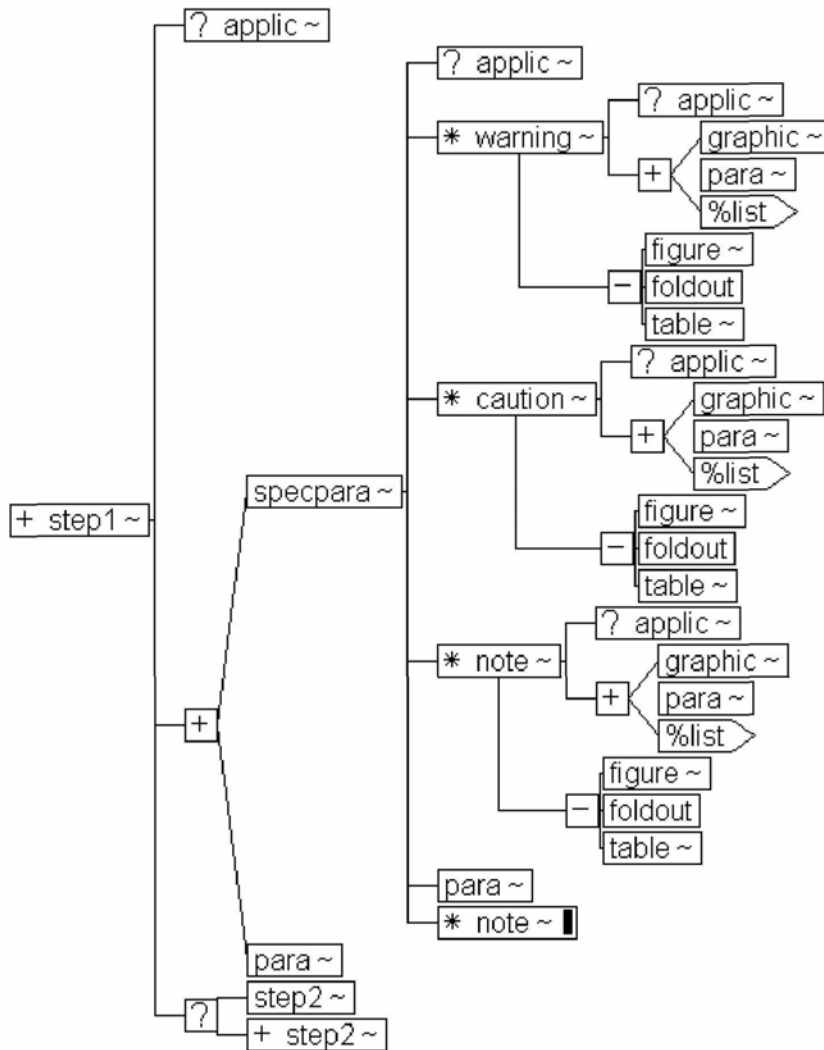 ? applic ~
? applic ~
? applic ~
* warning ~
graphic ~
+
para ~
%list
figure ~
−
foldout
table ~
? applic ~
* caution ~
graphic ~
+
para ~
%list
specpara ~
figure ~
+ step1 ~
−
foldout
table ~
? applic ~
* note ~
graphic ~
+
para ~
%list
+
figure ~
−
foldout
table ~
para ~
* note ~
para ~
step2 ~
?
+ step2 ~